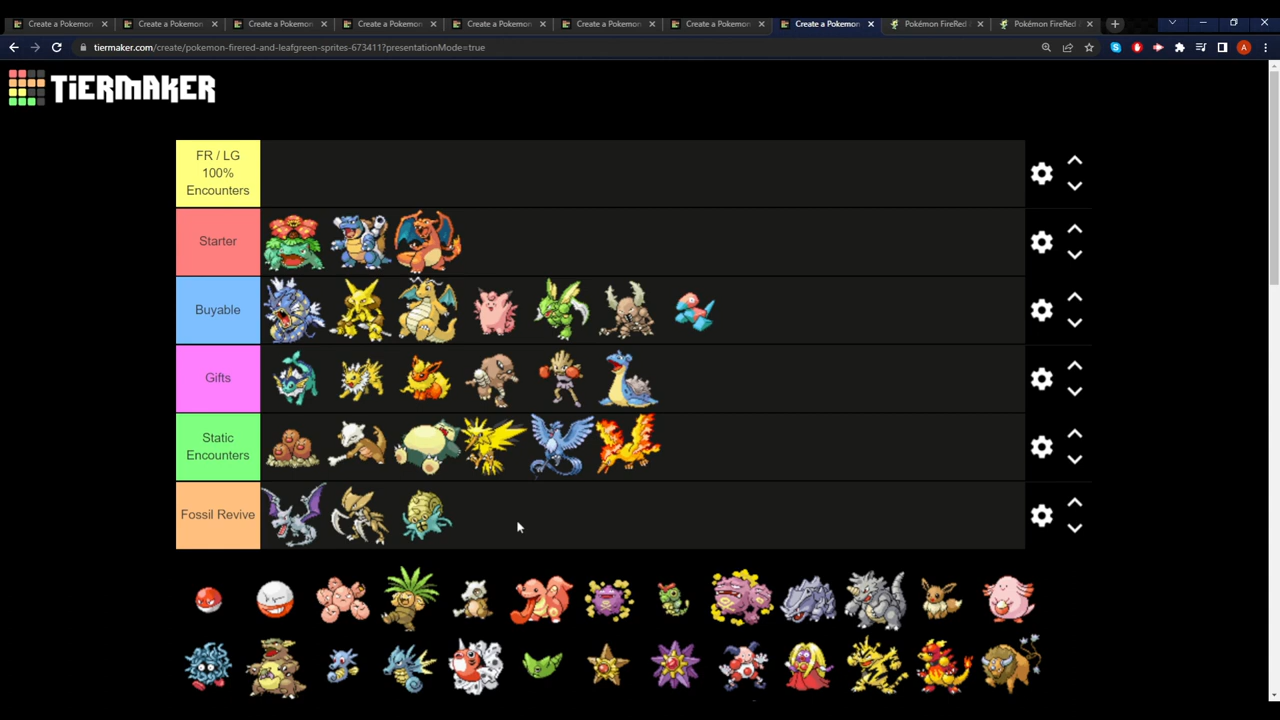 Create a Pokemon
Create a Pokemon
Create a Pokemon
Create a Pokemon
Create a Pokemon
Create a Pokemon
Create a Pokemon
Create a Pokemon
Pokémon FireRed /
Pokémon FireRed /
tiermaker.com/create/pokemon-firered-and-leafgreen-sprites-673411?presentationMode=true
A
TiERMAKER
FR / LG
100%
Encounters
Starter
Buyable
Gifts
Static
Encounters
Fossil Revive